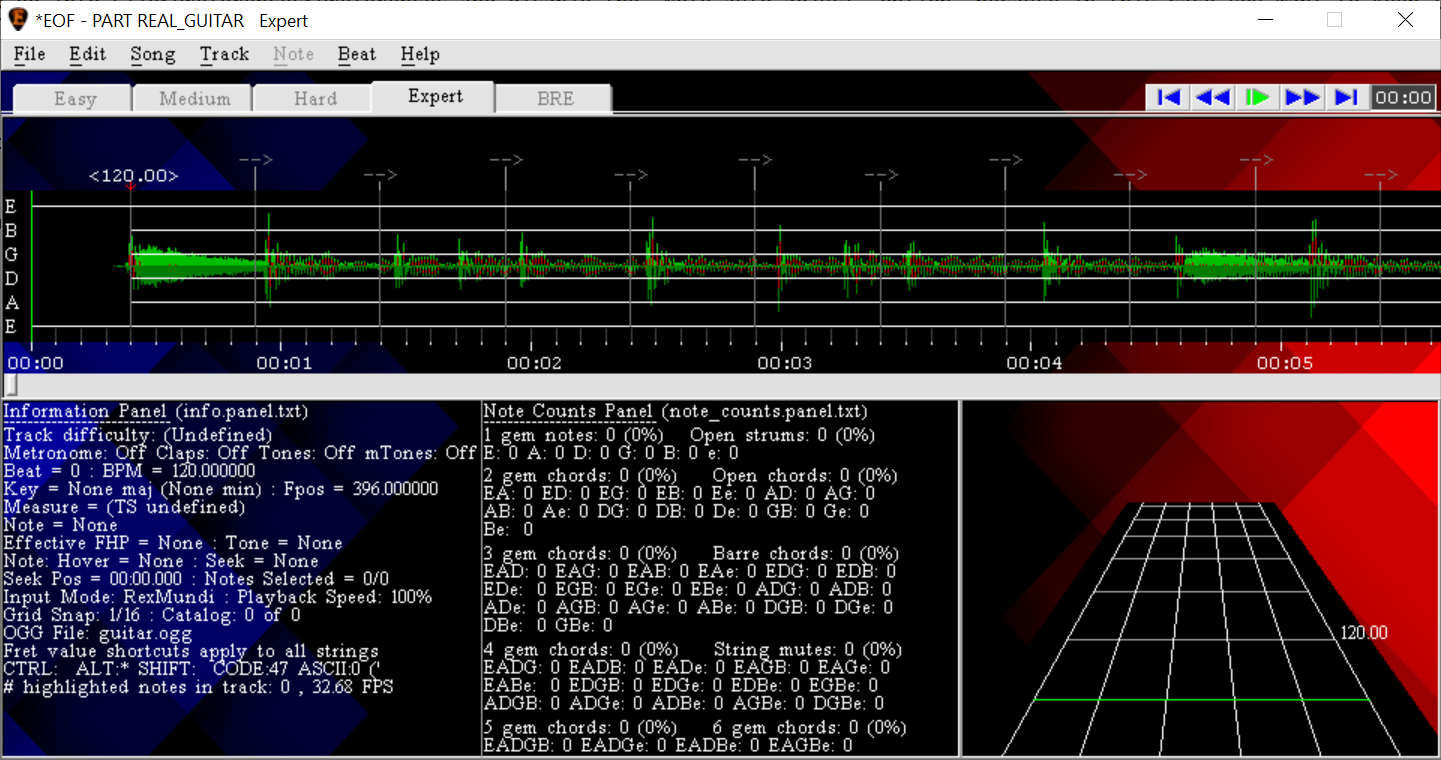 *EOF - PART REAL_GUITAR   Expert
File Edit Song Track Note Beat Help
Easy Medium Hard Expert BRE 00:00
--> --> --> --> --> --> --> --> --> -->
<120.00>
E
B
G
D
A
E
00:00 00:01 00:02 00:03 00:04 00:05
Information Panel (info.panel.txt)
Track difficulty: (Undefined)
Metronome: Off Claps: Off Tones: Off mTones: Off
Beat = 0 : BPM = 120.000000
Key = None maj (None min) : Fpos = 396.000000
Measure = (TS undefined)
Note = None
Effective FHP = None : Tone = None
Note: Hover = None : Seek = None
Seek Pos = 00:00.000 : Notes Selected = 0/0
Input Mode: RexMundi : Playback Speed: 100%
Grid Snap: 1/16 : Catalog: 0 of 0
OGG File: guitar.ogg
Fret value shortcuts apply to all strings
CTRL:  ALT:* SHIFT:  CODE:47 ASCII:0 ('
# highlighted notes in track: 0 , 32.68 FPS
Note Counts Panel (note_counts.panel.txt)
1 gem notes: 0 (0%)   Open strums: 0 (0%)
E: 0 A: 0 D: 0 G: 0 B: 0 e: 0
2 gem chords: 0 (0%)   Open chords: 0 (0%)
EA: 0 ED: 0 EG: 0 EB: 0 Ee: 0 AD: 0 AG: 0
AB: 0 Ae: 0 DG: 0 DB: 0 De: 0 GB: 0 Ge: 0
Be: 0
3 gem chords: 0 (0%)   Barre chords: 0 (0%)
EAD: 0 EAG: 0 EAB: 0 EAe: 0 EDG: 0 EDB: 0
EDe: 0 EGB: 0 EGe: 0 EBe: 0 ADG: 0 ADB: 0
ADe: 0 AGB: 0 AGe: 0 ABe: 0 DGB: 0 DGe: 0
DBe: 0 GBe: 0
4 gem chords: 0 (0%)   String mutes: 0 (0%)
EADG: 0 EADB: 0 EADe: 0 EAGB: 0 EAGe: 0
EABe: 0 EDGB: 0 EDGe: 0 EDBe: 0 EGBe: 0
ADGB: 0 ADGe: 0 ADBe: 0 AGBe: 0 DGBe: 0
5 gem chords: 0 (0%)   6 gem chords: 0 (0%)
EADGB: 0 EADGe: 0 EADBe: 0 EAGBe: 0
120.00